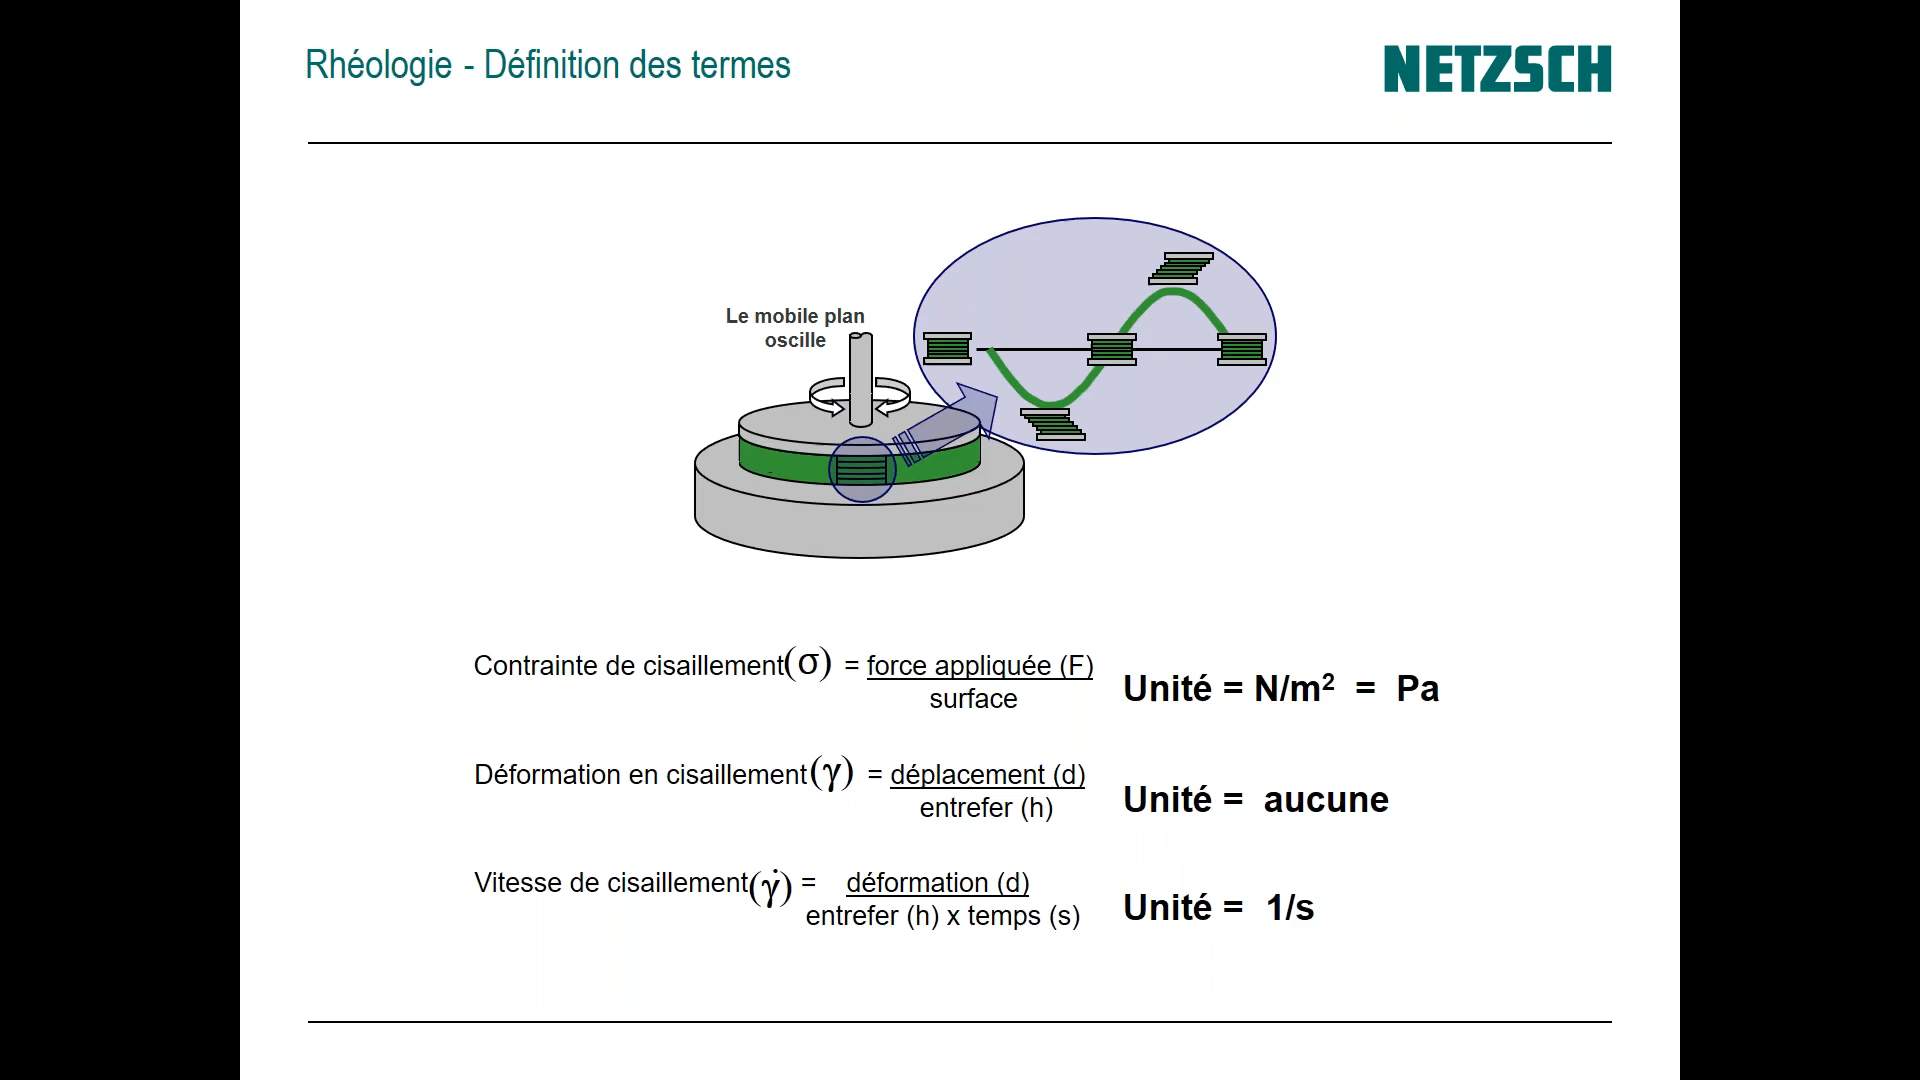 Rhéologie - Définition des termes
NETZSCH
Le mobile plan
oscille
Contrainte de cisaillement(σ) = force appliquée (F)
surface
Unité = N/m² = Pa
Déformation en cisaillement(γ) = déplacement (d)
entrefer (h)
Unité = aucune
Vitesse de cisaillement(γ̇) = déformation (d)
entrefer (h) x temps (s)
Unité = 1/s